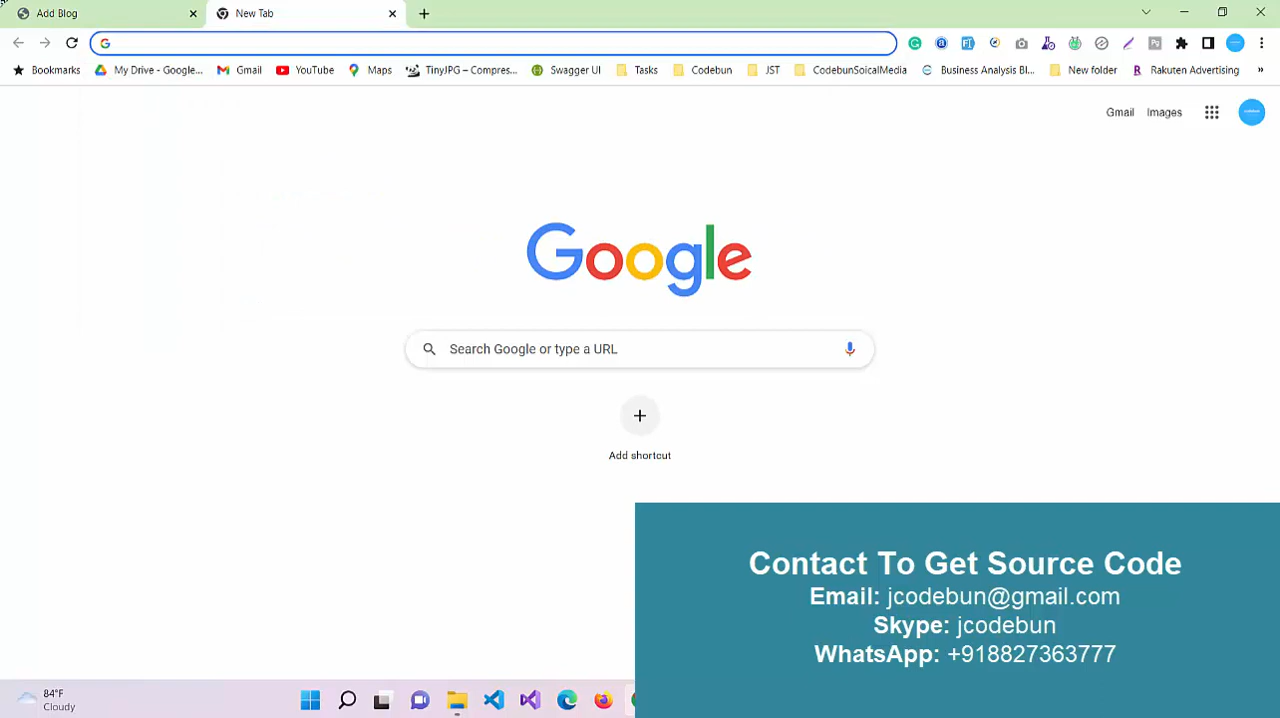 Add Blog
New Tab
Bookmarks
My Drive - Google...
Gmail
YouTube
Maps
TinyJPG – Compres...
Swagger UI
Tasks
Codebun
JST
CodebunSoicalMedia
Business Analysis Bl...
New folder
Rakuten Advertising
Gmail
Images
Google
Search Google or type a URL
Add shortcut
Contact To Get Source Code
Email: jcodebun@gmail.com
Skype: jcodebun
WhatsApp: +918827363777
84°F
Cloudy